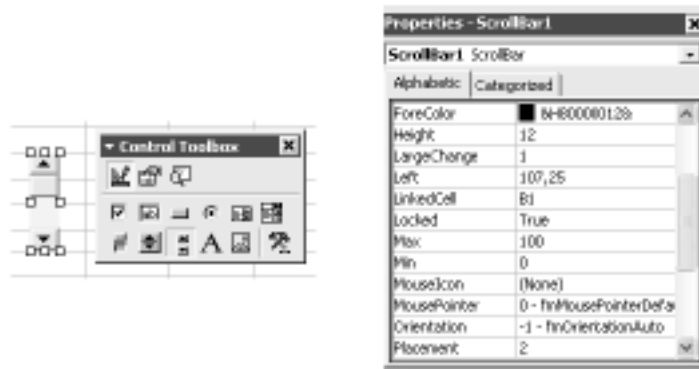 Control Toolbox
A
Properties - ScrollBar1
ScrollBar1 ScrollBar
Alphabetic Categorized
ForeColor &H80000012&
Height 12
LargeChange 1
Left 107,25
LinkedCell B1
Locked True
Max 100
Min 0
MouseIcon (None)
MousePointer 0 - fmMousePointerDefa
Orientation -1 - fmOrientationAuto
Placement 2